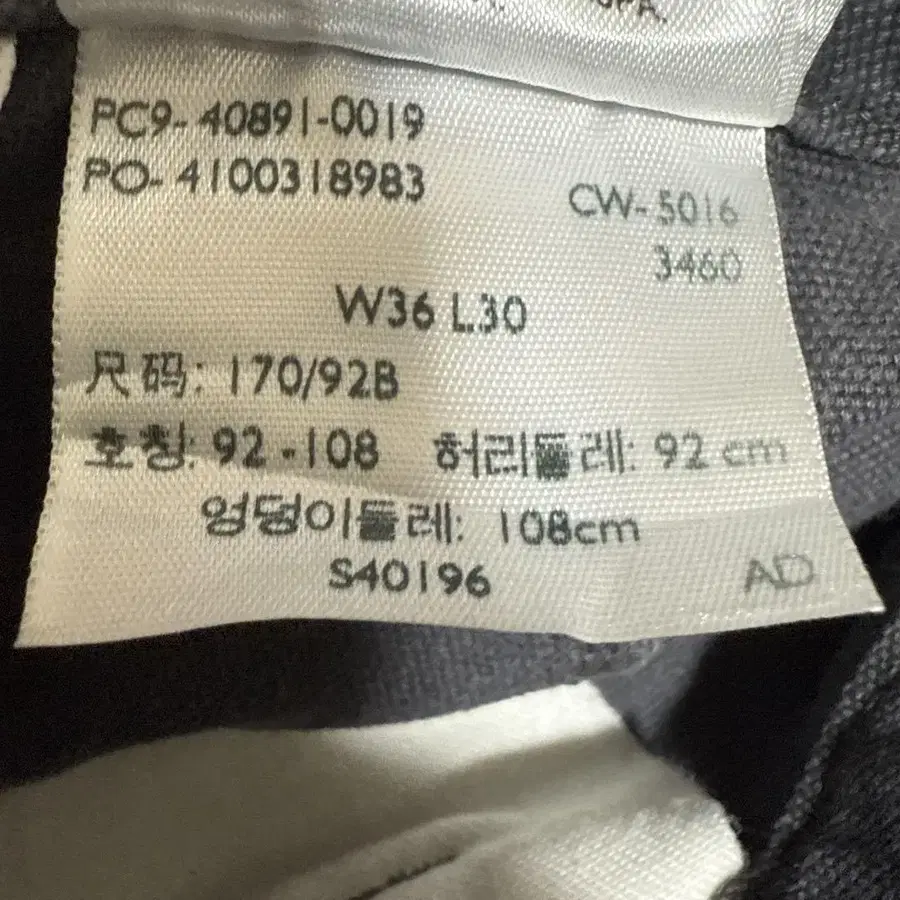 PC9-40891-0019
PO-4100318983
CW-5016
3460
W36 L.30
尺码: 170/92B
호칭: 92-108 허리둘레: 92 cm
엉덩이둘레: 108cm
S40196
AD